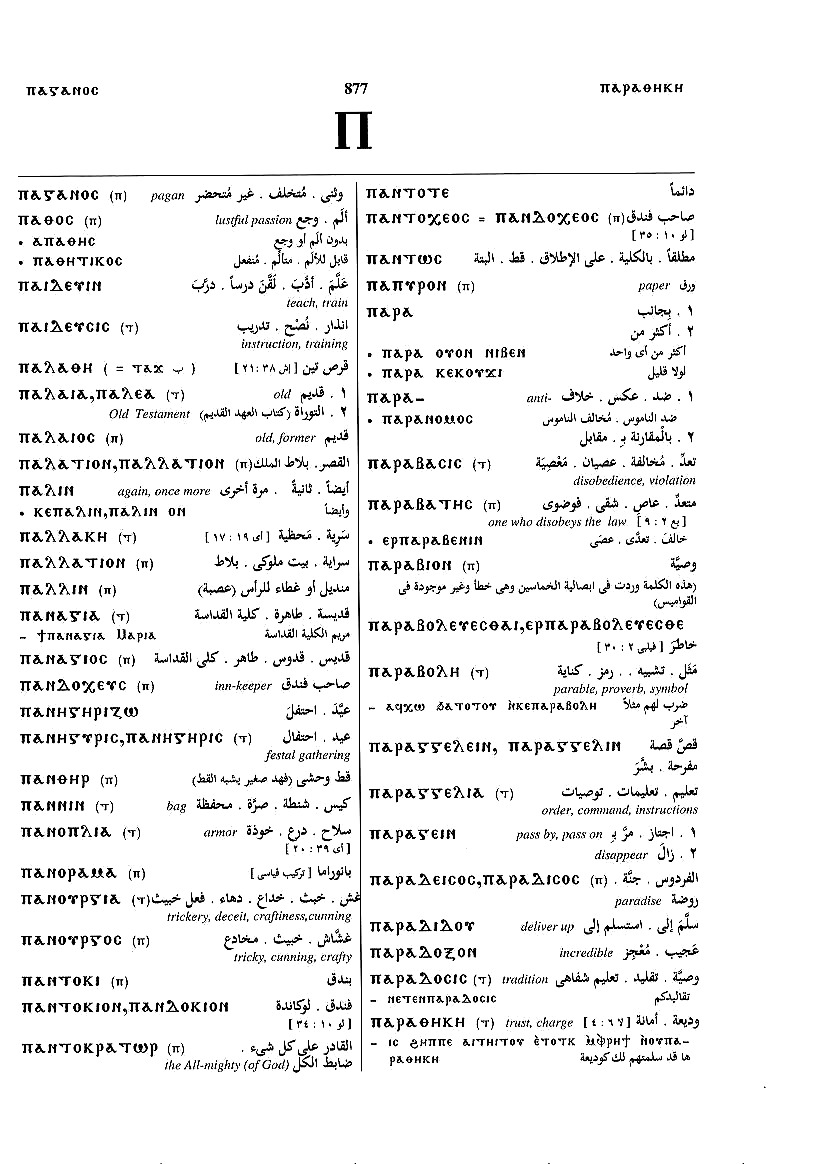 ⲡⲁⲅⲁⲛⲟⲥ 877 ⲡⲁⲣⲁⲑⲏⲕⲏ
Ⲡ
ⲡⲁⲅⲁⲛⲟⲥ (ⲡ) pagan وثنى . مُتخلف . غير مُتحضر
ⲡⲁⲑⲟⲥ (ⲡ) lustful passion ألم . وجع
• ⲁⲡⲁⲑⲏⲥ بدون ألم أو وجع
• ⲡⲁⲑⲏⲧⲓⲕⲟⲥ قابل للألم . متألم . مُنفعل
ⲡⲁⲓⲇⲉⲩⲓⲛ عَلَّمَ . أدَّبَ . لَقَّنَ درساً . درَّبَ
teach, train
ⲡⲁⲓⲇⲉⲩⲥⲓⲥ (ⲧ) انذار . نُصْح . تدريب
instruction, training
ⲡⲁⲗⲁⲑⲏ ( = ⲧⲁϫ ب ) قرص تين [اش ٣٨ : ٢١]
ⲡⲁⲗⲁⲓⲁ,ⲡⲁⲗⲉⲁ (ⲧ) old ١ . قديم
Old Testament ٢ . التوراة (كتاب العهد القديم)
ⲡⲁⲗⲁⲓⲟⲥ (ⲡ) old, former قديم
ⲡⲁⲗⲁⲧⲓⲟⲛ,ⲡⲁⲗⲗⲁⲧⲓⲟⲛ (ⲡ) القصر. بلاط الملك
ⲡⲁⲗⲓⲛ again, once more أيضاً . ثانيةً . مرة أخرى
• ⲕⲉⲡⲁⲗⲓⲛ,ⲡⲁⲗⲓⲛ ⲟⲛ وأيضاً
ⲡⲁⲗⲗⲁⲕⲏ (ⲧ) سَرِية . مَحظية [اى ١٩ : ١٧]
ⲡⲁⲗⲗⲁⲧⲓⲟⲛ (ⲡ) سراية . بيت ملوكى . بلاط
ⲡⲁⲗⲗⲓⲛ (ⲡ) منديل أو غطاء للرأس (عصبة)
ⲡⲁⲛⲁⲅⲓⲁ (ⲧ) قديسة . طاهرة . كلية القداسة
– ϯⲡⲁⲛⲁⲅⲓⲁ Ⲙⲁⲣⲓⲁ مريم الكلية القداسة
ⲡⲁⲛⲁⲅⲓⲟⲥ (ⲡ) قديس . قدوس . طاهر . كلى القداسة
ⲡⲁⲛⲇⲟⲭⲉⲩⲥ (ⲡ) inn-keeper صاحب فندق
ⲡⲁⲛⲏⲅⲏⲣⲓⲍⲱ عيَّد . احتفل
ⲡⲁⲛⲏⲅⲩⲣⲓⲥ,ⲡⲁⲛⲏⲅⲏⲣⲓⲥ (ⲧ) عيد . احتفال
festal gathering
ⲡⲁⲛⲑⲏⲣ (ⲡ) قط وحشى (فهد صغير يشبه القط)
ⲡⲁⲛⲛⲓⲛ (ⲧ) bag كيس . شنطة . صرَّة . محفظة
ⲡⲁⲛⲟⲡⲗⲓⲁ (ⲧ) armor سلاح . درع . خوذة
[اى ٣٩ : ٢٠]
ⲡⲁⲛⲟⲣⲁⲙⲁ (ⲡ) بانوراما [تركيب قياسى]
ⲡⲁⲛⲟⲩⲣⲅⲓⲁ (ⲧ) غش . خبث . خداع . دهاء . فعل خبيث
trickery, deceit, craftiness,cunning
ⲡⲁⲛⲟⲩⲣⲅⲟⲥ (ⲡ) غشَّاش . خبيث . مخادع
tricky, cunning, crafty
ⲡⲁⲛⲧⲟⲕⲓ (ⲡ) بندق
ⲡⲁⲛⲧⲟⲕⲓⲟⲛ,ⲡⲁⲛⲇⲟⲕⲓⲟⲛ فندق . لوكاندة
[لو ١٠ : ٣٤]
ⲡⲁⲛⲧⲟⲕⲣⲁⲧⲱⲣ (ⲡ) القادر على كل شىء .
the All-mighty (of God) ضابط الكل
ⲡⲁⲛⲧⲟⲧⲉ دائماً
ⲡⲁⲛⲧⲟⲭⲉⲟⲥ = ⲡⲁⲛⲇⲟⲭⲉⲟⲥ (ⲡ) صاحب فندق
[لو ١٠ : ٣٥]
ⲡⲁⲛⲧⲱⲥ مطلقاً . بالكلية . على الإطلاق . قط . البتة
ⲡⲁⲡⲩⲣⲟⲛ (ⲡ) paper ورق
ⲡⲁⲣⲁ ١ . بجانب
٢ . أكثر من
• ⲡⲁⲣⲁ ⲟⲩⲟⲛ ⲛⲓⲃⲉⲛ أكثر من أى واحد
• ⲡⲁⲣⲁ ⲕⲉⲕⲟⲩϫⲓ لولا قليل
ⲡⲁⲣⲁ– anti- ١ . ضد . عكس . خلاف
• ⲡⲁⲣⲁⲛⲟⲙⲟⲥ ضد الناموس . مُخالف الناموس
٢ . بالمقارنة بـ . مقابل
ⲡⲁⲣⲁⲃⲁⲥⲓⲥ (ⲧ) تعدٍّ . مُخالفة . عصيان . مَعْصِيَّة
disobedience, violation
ⲡⲁⲣⲁⲃⲁⲧⲏⲥ (ⲡ) متعدٍّ . عاصٍ . شقى . فوضوى
one who disobeys the law [يع ٢ : ٩]
• ⲉⲣⲡⲁⲣⲁⲃⲉⲛⲓⲛ خالف . تعدَّى . عصَى
ⲡⲁⲣⲁⲃⲓⲟⲛ (ⲡ) وصيَّة
(هذه الكلمة وردت فى ابصالية الخماسين وهى خطأ وغير موجودة فى
القواميس)
ⲡⲁⲣⲁⲃⲟⲗⲉⲩⲉⲥⲑⲁⲓ,ⲉⲣⲡⲁⲣⲁⲃⲟⲗⲉⲩⲉⲥⲑⲉ
خاطرَ [فيلى ٢ : ٣٠]
ⲡⲁⲣⲁⲃⲟⲗⲏ (ⲧ) مَثَل . تشبيه . . رمز . كناية
parable, proverb, symbol
– ⲁϥⲭⲱ ϧⲁⲧⲟⲧⲟⲩ ⲛ̀ⲕⲉⲡⲁⲣⲁⲃⲟⲗⲏ ضرب لهم مثلاً
آخر
ⲡⲁⲣⲁⲅⲅⲉⲗⲉⲓⲛ, ⲡⲁⲣⲁⲅⲅⲉⲗⲓⲛ قصَّ قصة
مفرحة . بشَّرَ
ⲡⲁⲣⲁⲅⲅⲉⲗⲓⲁ (ⲧ) تعليم . تعليمات . توصيات
order, command, instructions
ⲡⲁⲣⲁⲅⲉⲓⲛ pass by, pass on ١ . اجتاز . مرَّ بـ
disappear ٢ . زالَ
ⲡⲁⲣⲁⲇⲉⲓⲥⲟⲥ,ⲡⲁⲣⲁⲇⲓⲥⲟⲥ (ⲡ) الفردوس . جنَّة .
paradise روضة
ⲡⲁⲣⲁⲇⲓⲇⲟⲩ deliver up سلَّمَ إلى . استسلم إلى
ⲡⲁⲣⲁⲇⲟⲝⲟⲛ incredible عَجيب . مُعْجِز
ⲡⲁⲣⲁⲇⲟⲥⲓⲥ (ⲧ) tradition وصيَّة . تقليد . تعليم شفاهى
– ⲛⲉⲧⲉⲛⲡⲁⲣⲁⲇⲟⲥⲓⲥ تقاليدكم
ⲡⲁⲣⲁⲑⲏⲕⲏ (ⲧ) trust, charge وديعة . أمانة [لا ٦ : ٤]
– ⲓⲥ ϩⲏⲡⲡⲉ ⲁⲓⲧⲏⲓⲧⲟⲩ ⲉ̀ⲧⲟⲧⲕ ⲙ̀ⲫⲣⲏϯ ⲛ̀ⲟⲩⲡⲁ–
ⲣⲁⲑⲏⲕⲏ ها قد سلمتهم لك كوديعة